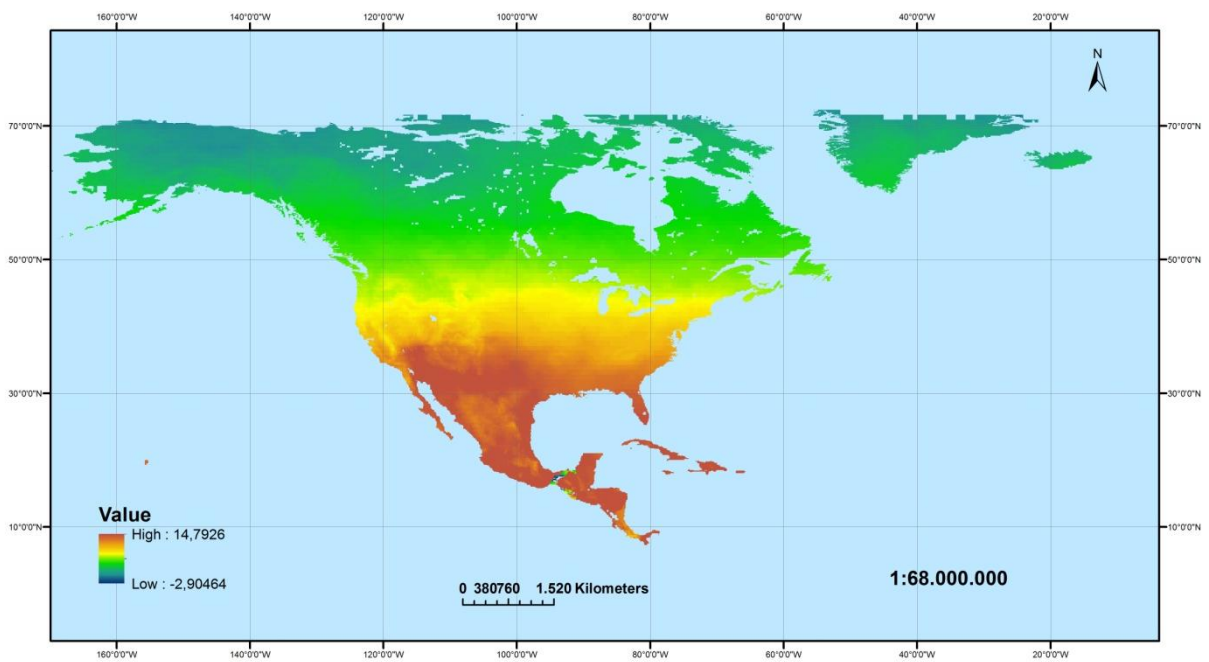 160°0'0"W 140°0'0"W 120°0'0"W 100°0'0"W 80°0'0"W 60°0'0"W 40°0'0"W 20°0'0"W
N
70°0'0"N 70°0'0"N
50°0'0"N 50°0'0"N
30°0'0"N 30°0'0"N
10°0'0"N 10°0'0"N
Value
High : 14,7926
Low : -2,90464
0 380760 1.520 Kilometers
1:68.000.000
160°0'0"W 140°0'0"W 120°0'0"W 100°0'0"W 80°0'0"W 60°0'0"W 40°0'0"W 20°0'0"W